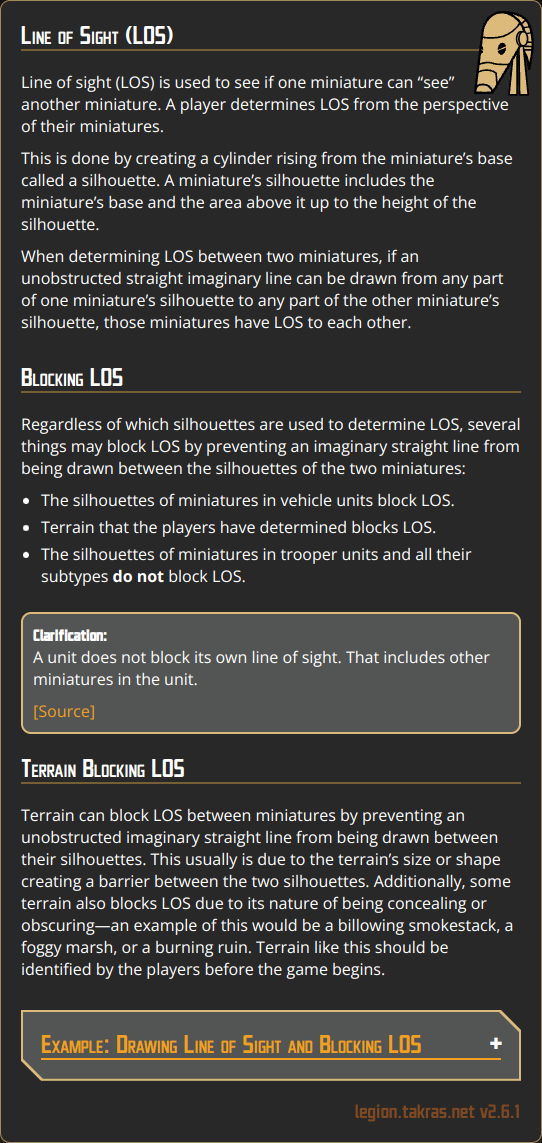 Line of Sight (LOS)
Line of sight (LOS) is used to see if one miniature can “see”
another miniature. A player determines LOS from the perspective
of their miniatures.
This is done by creating a cylinder rising from the miniature’s base
called a silhouette. A miniature’s silhouette includes the
miniature’s base and the area above it up to the height of the
silhouette.
When determining LOS between two miniatures, if an
unobstructed straight imaginary line can be drawn from any part
of one miniature’s silhouette to any part of the other miniature’s
silhouette, those miniatures have LOS to each other.
Blocking LOS
Regardless of which silhouettes are used to determine LOS, several
things may block LOS by preventing an imaginary straight line from
being drawn between the silhouettes of the two miniatures:
• The silhouettes of miniatures in vehicle units block LOS.
• Terrain that the players have determined blocks LOS.
• The silhouettes of miniatures in trooper units and all their
subtypes do not block LOS.
Clarification:
A unit does not block its own line of sight. That includes other
miniatures in the unit.
[Source]
Terrain Blocking LOS
Terrain can block LOS between miniatures by preventing an
unobstructed imaginary straight line from being drawn between
their silhouettes. This usually is due to the terrain’s size or shape
creating a barrier between the two silhouettes. Additionally, some
terrain also blocks LOS due to its nature of being concealing or
obscuring—an example of this would be a billowing smokestack, a
foggy marsh, or a burning ruin. Terrain like this should be
identified by the players before the game begins.
Example: Drawing Line of Sight and Blocking LOS +
legion.takras.net v2.6.1